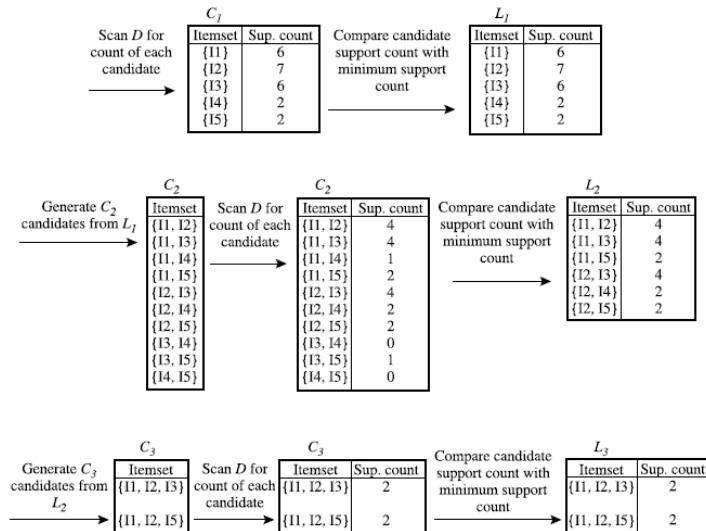 C1
L1
Scan D for
count of each
candidate
Itemset Sup. count
{I1} 6
{I2} 7
{I3} 6
{I4} 2
{I5} 2
Compare candidate
support count with
minimum support
count
Itemset Sup. count
{I1} 6
{I2} 7
{I3} 6
{I4} 2
{I5} 2
Generate C2
candidates from L1
C2
Itemset
{I1, I2}
{I1, I3}
{I1, I4}
{I1, I5}
{I2, I3}
{I2, I4}
{I2, I5}
{I3, I4}
{I3, I5}
{I4, I5}
Scan D for
count of each
candidate
C2
Itemset Sup. count
{I1, I2} 4
{I1, I3} 4
{I1, I4} 1
{I1, I5} 2
{I2, I3} 4
{I2, I4} 2
{I2, I5} 2
{I3, I4} 0
{I3, I5} 1
{I4, I5} 0
Compare candidate
support count with
minimum support
count
L2
Itemset Sup. count
{I1, I2} 4
{I1, I3} 4
{I1, I5} 2
{I2, I3} 4
{I2, I4} 2
{I2, I5} 2
Generate C3
candidates from
L2
C3
Itemset
{I1, I2, I3}
{I1, I2, I5}
Scan D for
count of each
candidate
C3
Itemset Sup. count
{I1, I2, I3} 2
{I1, I2, I5} 2
Compare candidate
support count with
minimum support
count
L3
Itemset Sup. count
{I1, I2, I3} 2
{I1, I2, I5} 2